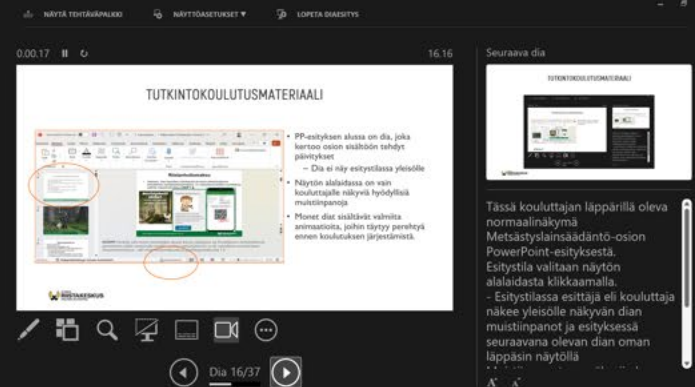 NÄYTÄ TEHTÄVÄPALKKI
NÄYTTÖASETUKSET ▼
LOPETA DIAESITYS
0.00.17
16.16
Seuraava dia
TUTKINTOKOULUTUSMATERIAALI
• PP-esityksen alussa on dia, joka
kertoo osion sisältöön tehdyt
päivitykset
– Dia ei näy esitystilassa yleisölle
• Näytön alalaidassa on vain
kouluttajalle näkyviä hyödyllisiä
muistiinpanoja
• Monet diat sisältävät valmiita
animaatioita, joihin täytyy perehtyä
ennen koulutuksen järjestämistä.
RIISTAKESKUS
TUTKINTOKOULUTUSMATERIAALI
Tässä kouluttajan läppärillä oleva
normaalinäkymä
Metsästyslainsäädäntö-osion
PowerPoint-esityksestä.
Esitystila valitaan näytön
alalaidasta klikkaamalla.
- Esitystilassa esittäjä eli kouluttaja
näkee yleisölle näkyvän dian
muistiinpanot ja esityksessä
seuraavana olevan dian oman
läppäsin näytöllä
Dia 16/37